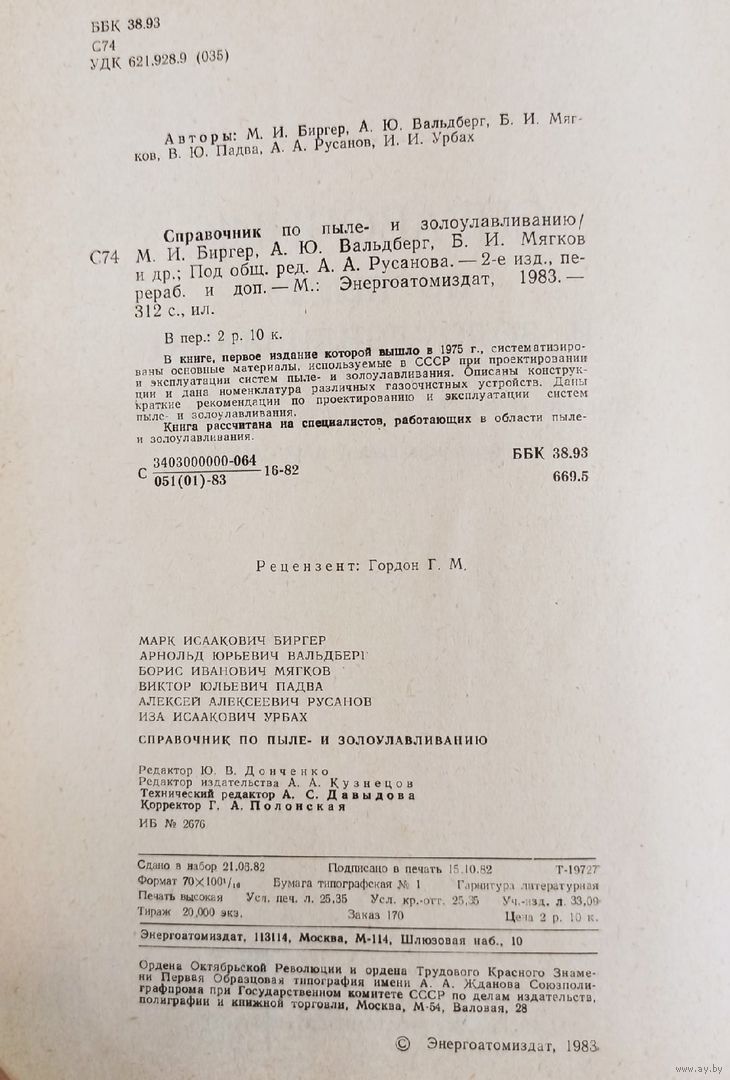 ББК 38.93
С74
УДК 621.928.9 (035)
Авторы: М. И. Биргер, А. Ю. Вальдберг, Б. И. Мяг-
ков, В. Ю. Падва, А. А. Русанов, И. И. Урбах
Справочник по пыле- и золоулавливанию/
С74 М. И. Биргер, А. Ю. Вальдберг, Б. И. Мягков
и др.; Под общ. ред. А. А. Русанова. — 2-е изд., пе-
рераб. и доп. — М.: Энергоатомиздат, 1983. —
312 с., ил.
В пер.: 2 р. 10 к.
В книге, первое издание которой вышло в 1975 г., систематизиро-
ваны основные материалы, используемые в СССР при проектировании
и эксплуатации систем пыле- и золоулавливания. Описаны конструк-
ции и дана номенклатура различных газоочистных устройств. Даны
краткие рекомендации по проектированию и эксплуатации систем
пыле- и золоулавливания.
Книга рассчитана на специалистов, работающих в области пыле-
и золоулавливания.
С 3403000000-064 / 051(01)-83 16-82
ББК 38.93
669.5
Рецензент: Гордон Г. М.
МАРК ИСААКОВИЧ БИРГЕР
АРНОЛЬД ЮРЬЕВИЧ ВАЛЬДБЕРГ
БОРИС ИВАНОВИЧ МЯГКОВ
ВИКТОР ЮЛЬЕВИЧ ПАДВА
АЛЕКСЕЙ АЛЕКСЕЕВИЧ РУСАНОВ
ИЗА ИСААКОВИЧ УРБАХ
СПРАВОЧНИК ПО ПЫЛЕ- И ЗОЛОУЛАВЛИВАНИЮ
Редактор Ю. В. Донченко
Редактор издательства А. А. Кузнецов
Технический редактор А. С. Давыдова
Корректор Г. А. Полонская
ИБ № 2676
Сдано в набор 21.06.82 Подписано в печать 15.10.82 Т-19727
Формат 70×100¹/₁₆ Бумага типографская № 1 Гарнитура литературная
Печать высокая Усл. печ. л. 25,35 Усл. кр.-отт. 25,35 Уч.-изд. л. 33,09
Тираж 20,000 экз. Заказ 170 Цена 2 р. 10 к.
Энергоатомиздат, 113114, Москва, М-114, Шлюзовая наб., 10
Ордена Октябрьской Революции и ордена Трудового Красного Знаме-
ни Первая Образцовая типография имени А. А. Жданова Союзполи-
графпрома при Государственном комитете СССР по делам издательств,
полиграфии и книжной торговли, Москва, М-54, Валовая, 28
© Энергоатомиздат, 1983
www.ay.by